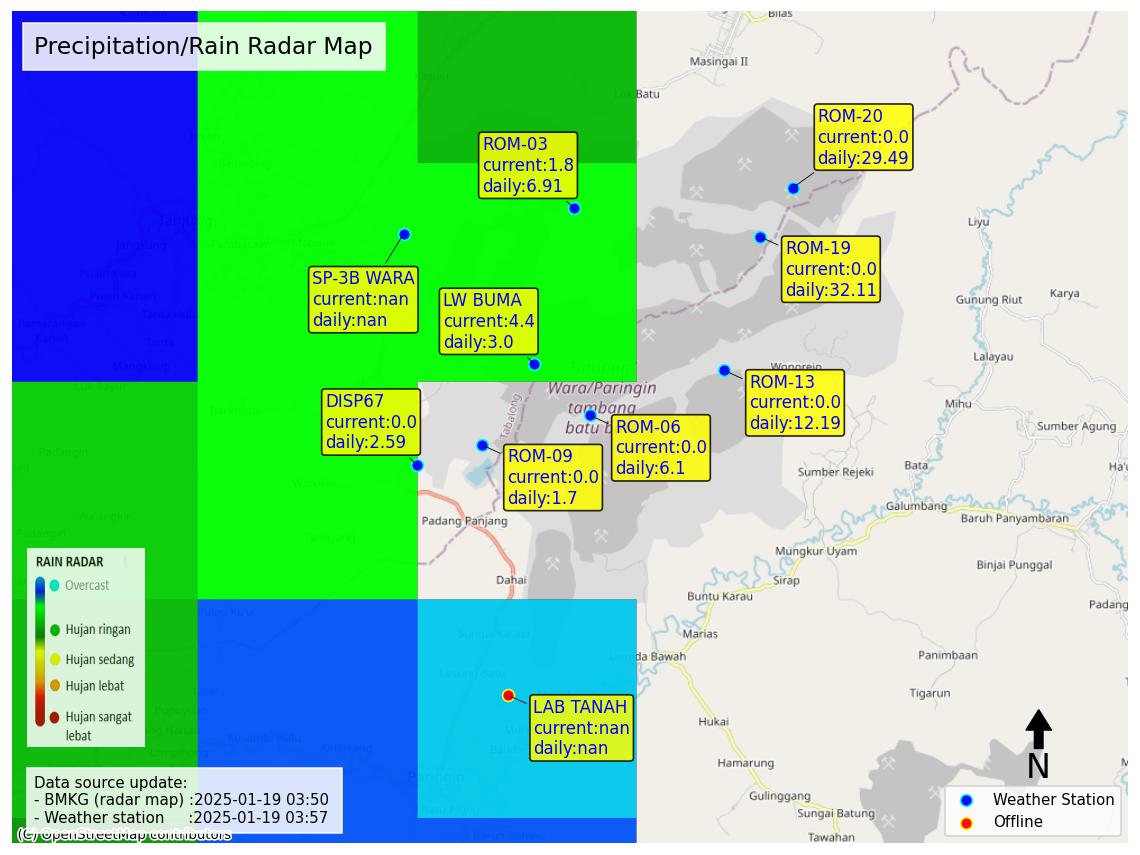 Precipitation/Rain Radar Map
Bilas
Masingai II
Lok Batu
ROM-20
current:0.0
daily:29.49
ROM-03
current:1.8
daily:6.91
Tanjung
Liyu
ROM-19
current:0.0
daily:32.11
SP-3B WARA
current:nan
daily:nan
LW BUMA
current:4.4
daily:3.0
Gunung Riut
Karya
Lalayau
Wonorejo
Wara/Paringin
tambang
batu b
Tabalong
ROM-13
current:0.0
daily:12.19
DISP67
current:0.0
daily:2.59
ROM-06
current:0.0
daily:6.1
ROM-09
current:0.0
daily:1.7
Mihu
Sumber Agung
Sumber Rejeki
Bata
Ha'u
Galumbang
Baruh Panyambaran
Padang Panjang
Mungkur Uyam
Binjai Punggal
Dahai
Sirap
Buntu Karau
Padang
Marias
Lamida Bawah
Panimbaan
Tigarun
Hukai
Hamarung
Gulinggang
Sungai Batung
Tawahan
Paringin
RAIN RADAR
Overcast
Hujan ringan
Hujan sedang
Hujan lebat
Hujan sangat
lebat
LAB TANAH
current:nan
daily:nan
N
Data source update:
- BMKG (radar map) :2025-01-19 03:50
- Weather station :2025-01-19 03:57
Weather Station
Offline
(C) OpenStreetMap contributors